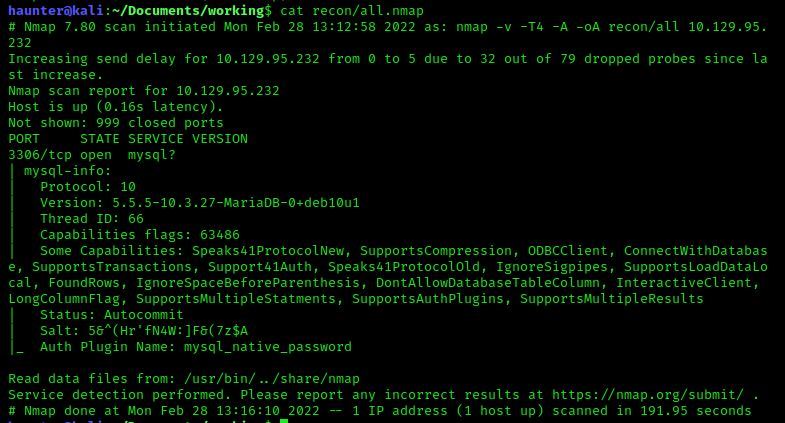 haunter@kali:~/Documents/working$ cat recon/all.nmap
# Nmap 7.80 scan initiated Mon Feb 28 13:12:58 2022 as: nmap -v -T4 -A -oA recon/all 10.129.95.
232
Increasing send delay for 10.129.95.232 from 0 to 5 due to 32 out of 79 dropped probes since la
st increase.
Nmap scan report for 10.129.95.232
Host is up (0.16s latency).
Not shown: 999 closed ports
PORT     STATE SERVICE VERSION
3306/tcp open  mysql?
| mysql-info:
|   Protocol: 10
|   Version: 5.5.5-10.3.27-MariaDB-0+deb10u1
|   Thread ID: 66
|   Capabilities flags: 63486
|   Some Capabilities: Speaks41ProtocolNew, SupportsCompression, ODBCClient, ConnectWithDatabas
e, SupportsTransactions, Support41Auth, Speaks41ProtocolOld, IgnoreSigpipes, SupportsLoadDataLo
cal, FoundRows, IgnoreSpaceBeforeParenthesis, DontAllowDatabaseTableColumn, InteractiveClient,
LongColumnFlag, SupportsMultipleStatments, SupportsAuthPlugins, SupportsMultipleResults
|   Status: Autocommit
|   Salt: 5&^(Hr'fN4W:]F&(7z$A
|_  Auth Plugin Name: mysql_native_password

Read data files from: /usr/bin/../share/nmap
Service detection performed. Please report any incorrect results at https://nmap.org/submit/ .
# Nmap done at Mon Feb 28 13:16:10 2022 -- 1 IP address (1 host up) scanned in 191.95 seconds